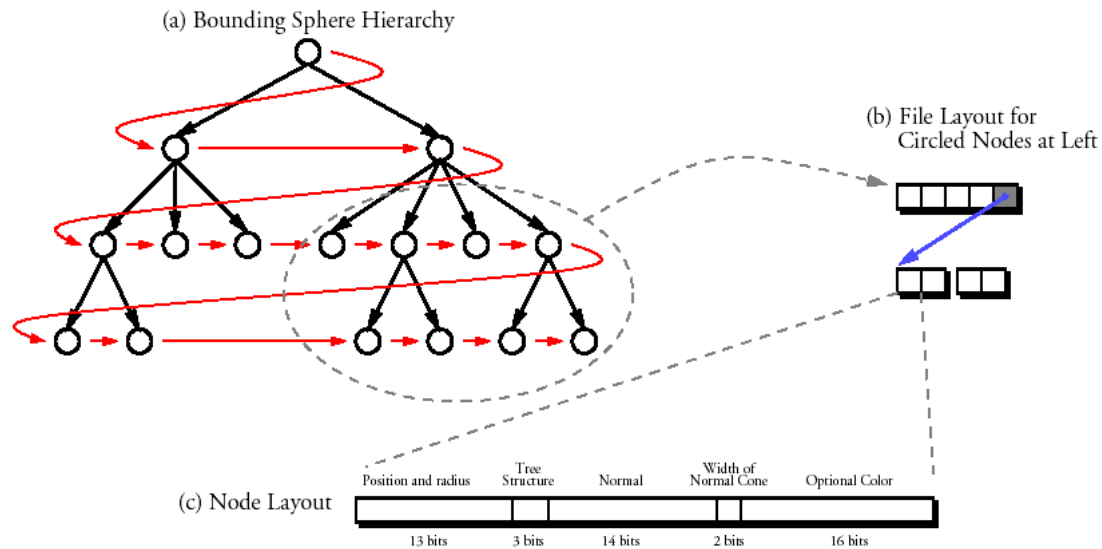 (a) Bounding Sphere Hierarchy
(b) File Layout for
Circled Nodes at Left
(c) Node Layout
Position and radius
Tree
Structure
Normal
Width of
Normal Cone
Optional Color
13 bits
3 bits
14 bits
2 bits
16 bits